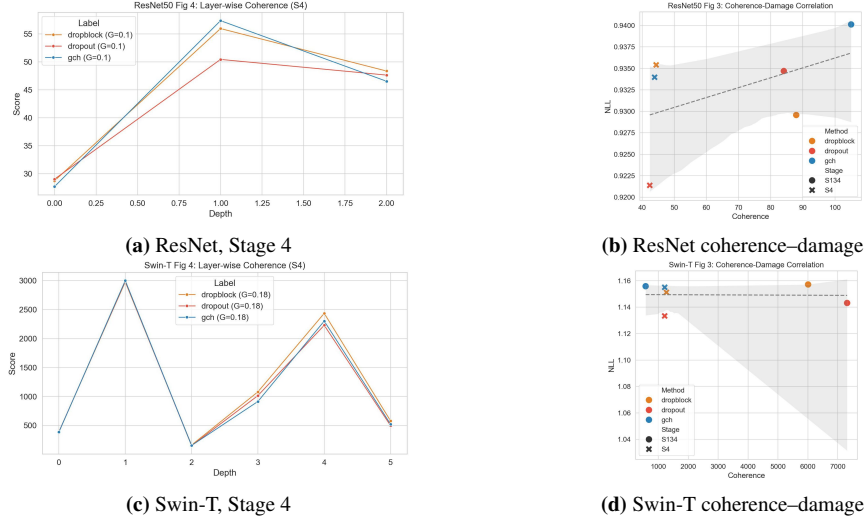 ResNet50 Fig 4: Layer-wise Coherence (S4)
Label
dropblock (G=0.1)
dropout (G=0.1)
gch (G=0.1)
Score
55
50
45
40
35
30
0.00 0.25 0.50 0.75 1.00 1.25 1.50 1.75 2.00
Depth
(a) ResNet, Stage 4
ResNet50 Fig 3: Coherence-Damage Correlation
NLL
0.9400
0.9375
0.9350
0.9325
0.9300
0.9275
0.9250
0.9225
0.9200
Method
dropblock
dropout
gch
Stage
S134
S4
40 50 60 70 80 90 100
Coherence
(b) ResNet coherence–damage
Swin-T Fig 4: Layer-wise Coherence (S4)
Label
dropblock (G=0.18)
dropout (G=0.18)
gch (G=0.18)
Score
3000
2500
2000
1500
1000
500
0 1 2 3 4 5
Depth
(c) Swin-T, Stage 4
Swin-T Fig 3: Coherence-Damage Correlation
NLL
1.16
1.14
1.12
1.10
1.08
1.06
1.04
Method
dropblock
dropout
gch
Stage
S134
S4
1000 2000 3000 4000 5000 6000 7000
Coherence
(d) Swin-T coherence–damage